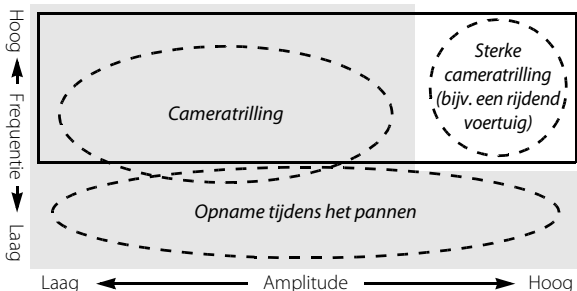 Hoog
Frequentie
Laag
Cameratrilling
Sterke
cameratrilling
(bijv. een rijdend
voertuig)
Opname tijdens het pannen
Laag
Amplitude
Hoog